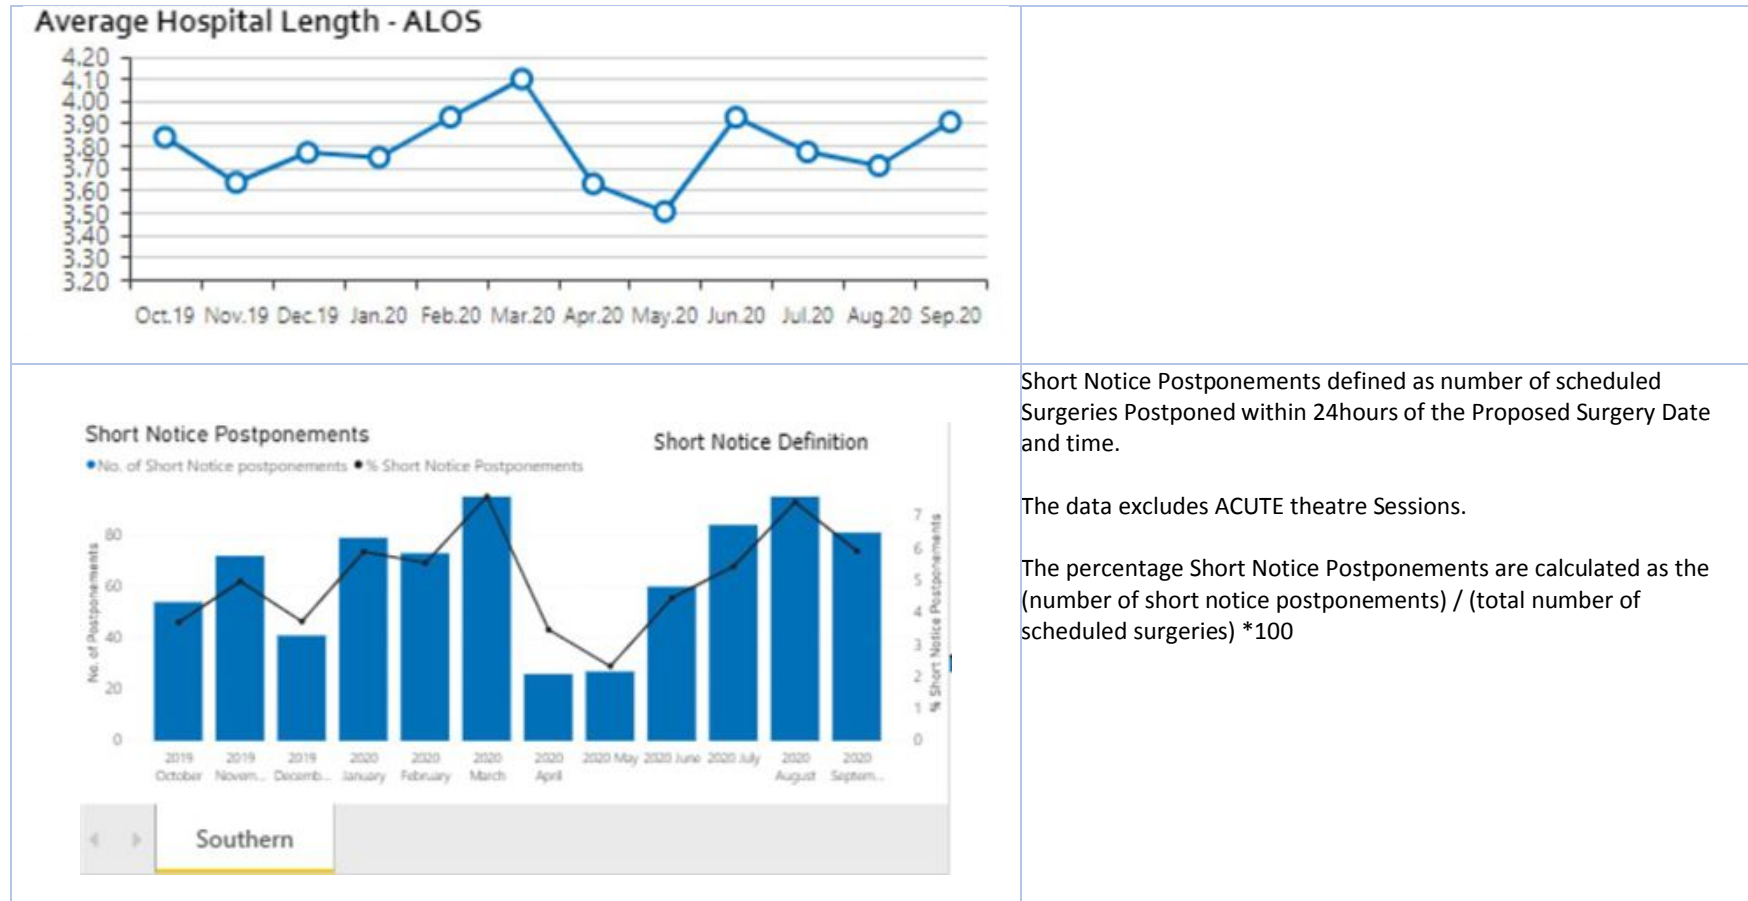 Average Hospital Length - ALOS
4.20
4.10
4.00
3.90
3.80
3.70
3.60
3.50
3.40
3.30
3.20
Oct.19 Nov.19 Dec.19 Jan.20 Feb.20 Mar.20 Apr.20 May.20 Jun.20 Jul.20 Aug.20 Sep.20
Short Notice Postponements
Short Notice Definition
No. of Short Notice postponements % Short Notice Postponements
No. of Postponements
80
60
40
20
0
7
6
5
4
3
2
1
0
% Short Notice Postponements
2019 2019 2019 2020 2020 2020 2020 2020 May 2020 June 2020 July 2020 2020
October Novem... Decemb... January February March April August Septem...
Southern
Short Notice Postponements defined as number of scheduled
Surgeries Postponed within 24hours of the Proposed Surgery Date
and time.
The data excludes ACUTE theatre Sessions.
The percentage Short Notice Postponements are calculated as the
(number of short notice postponements) / (total number of
scheduled surgeries) *100